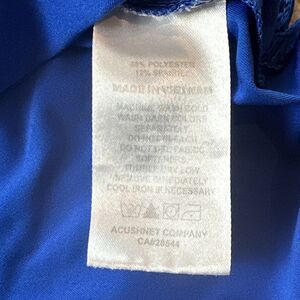 88% POLYESTER
12% SPANDEX
MADE IN VIETNAM
MACHINE WASH COLD
WASH DARK COLORS
SEPARATELY
DO NOT BLEACH
DO NOT USE FABRIC
SOFTENERS
TUMBLE DRY LOW
REMOVE IMMEDIATELY
COOL IRON IF NECESSARY
ACUSHNET COMPANY
CA#28544